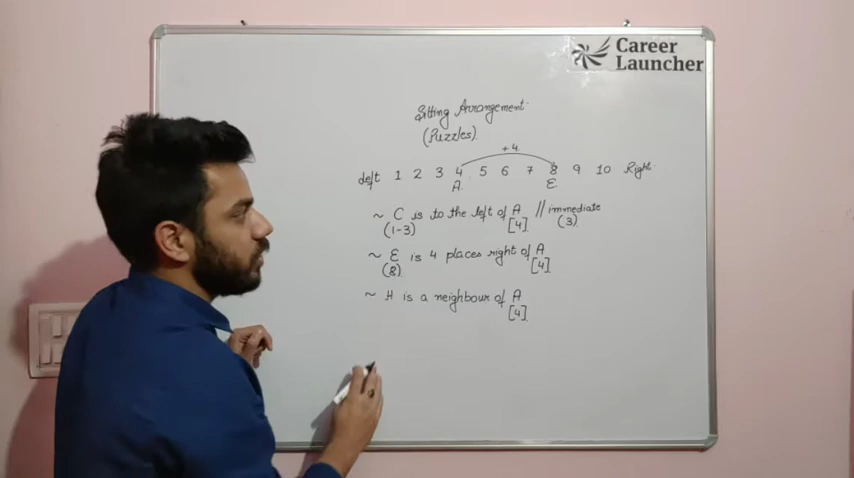 Career
Launcher
Sitting Arrangement
(Puzzles).
+4
Left 1 2 3 4 5 6 7 8 9 10 Right
A. E.
~ C is to the left of A // immediate
(1-3) [4] (3)
~ E is 4 places right of A
(8) [4]
~ H is a neighbour of A
[4]